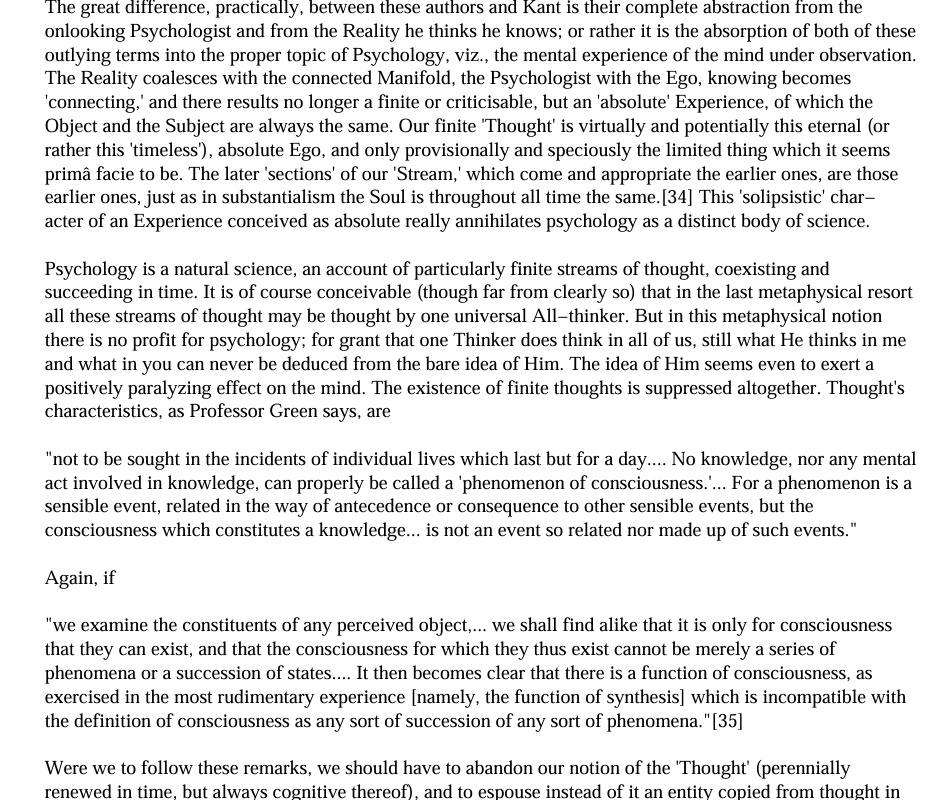 The great difference, practically, between these authors and Kant is their complete abstraction from the
onlooking Psychologist and from the Reality he thinks he knows; or rather it is the absorption of both of these
outlying terms into the proper topic of Psychology, viz., the mental experience of the mind under observation.
The Reality coalesces with the connected Manifold, the Psychologist with the Ego, knowing becomes
'connecting,' and there results no longer a finite or criticisable, but an 'absolute' Experience, of which the
Object and the Subject are always the same. Our finite 'Thought' is virtually and potentially this eternal (or
rather this 'timeless'), absolute Ego, and only provisionally and speciously the limited thing which it seems
primâ facie to be. The later 'sections' of our 'Stream,' which come and appropriate the earlier ones, are those
earlier ones, just as in substantialism the Soul is throughout all time the same.[34] This 'solipsistic' char−
acter of an Experience conceived as absolute really annihilates psychology as a distinct body of science.
Psychology is a natural science, an account of particularly finite streams of thought, coexisting and
succeeding in time. It is of course conceivable (though far from clearly so) that in the last metaphysical resort
all these streams of thought may be thought by one universal All−thinker. But in this metaphysical notion
there is no profit for psychology; for grant that one Thinker does think in all of us, still what He thinks in me
and what in you can never be deduced from the bare idea of Him. The idea of Him seems even to exert a
positively paralyzing effect on the mind. The existence of finite thoughts is suppressed altogether. Thought's
characteristics, as Professor Green says, are
"not to be sought in the incidents of individual lives which last but for a day.... No knowledge, nor any mental
act involved in knowledge, can properly be called a 'phenomenon of consciousness.'... For a phenomenon is a
sensible event, related in the way of antecedence or consequence to other sensible events, but the
consciousness which constitutes a knowledge... is not an event so related nor made up of such events."
Again, if
"we examine the constituents of any perceived object,... we shall find alike that it is only for consciousness
that they can exist, and that the consciousness for which they thus exist cannot be merely a series of
phenomena or a succession of states.... It then becomes clear that there is a function of consciousness, as
exercised in the most rudimentary experience [namely, the function of synthesis] which is incompatible with
the definition of consciousness as any sort of succession of any sort of phenomena."[35]
Were we to follow these remarks, we should have to abandon our notion of the 'Thought' (perennially
renewed in time, but always cognitive thereof), and to espouse instead of it an entity copied from thought in